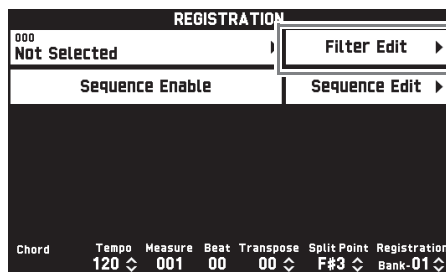 REGISTRATION
000
Not Selected
Filter Edit
Sequence Enable
Sequence Edit
Chord Tempo Measure Beat Transpose Split Point Registration
120 001 00 00 F#3 Bank-01